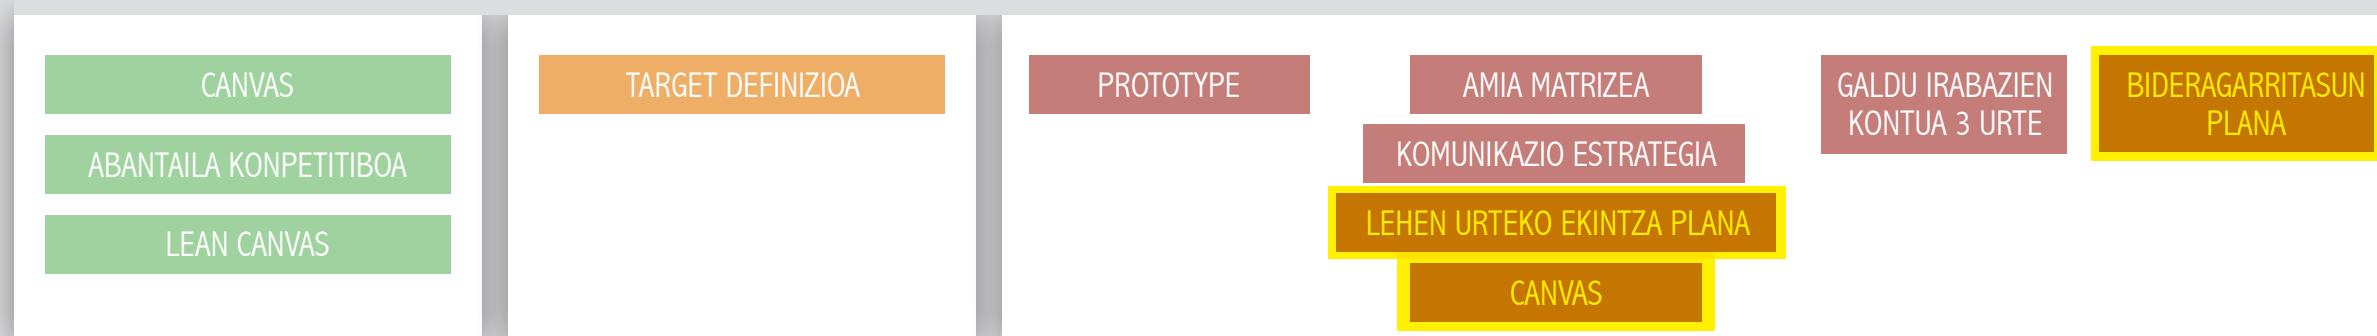 CANVAS
ABANTAILA KONPETITIBOA
LEAN CANVAS
TARGET DEFINIZIOA
PROTOTYPE
AMIA MATRIZEA
KOMUNIKAZIO ESTRATEGIA
LEHEN URTEKO EKINTZA PLANA
CANVAS
GALDU IRABAZIEN
KONTUA 3 URTE
BIDERAGARRITASUN
PLANA